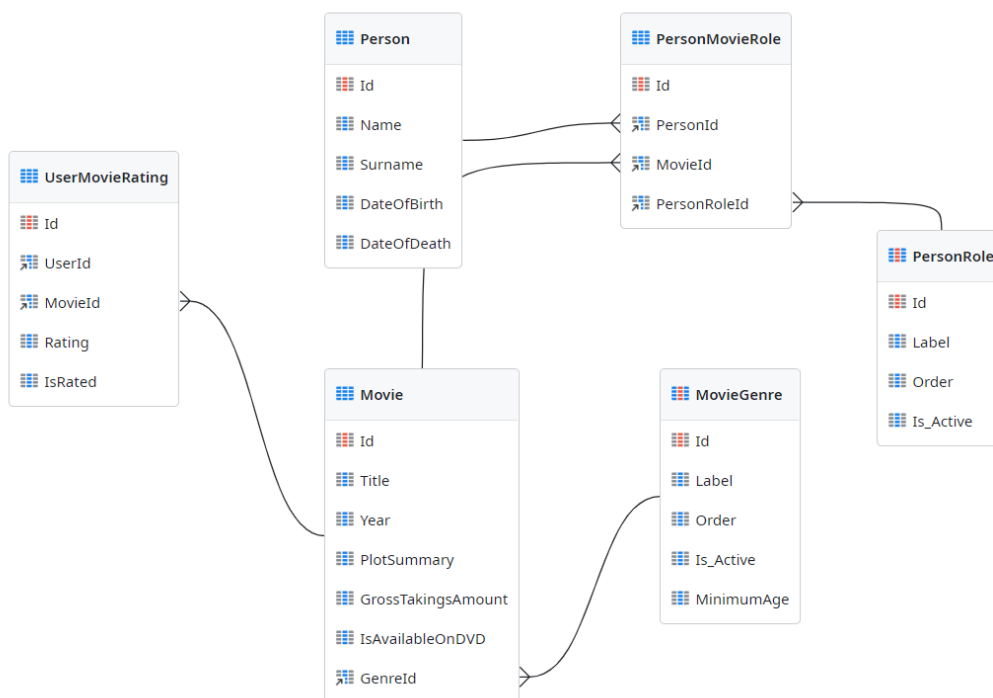 Person
Id
Name
Surname
DateOfBirth
DateOfDeath
PersonMovieRole
Id
PersonId
MovieId
PersonRoleId
UserMovieRating
Id
UserId
MovieId
Rating
IsRated
PersonRole
Id
Label
Order
Is_Active
Movie
Id
Title
Year
PlotSummary
GrossTakingsAmount
IsAvailableOnDVD
GenreId
MovieGenre
Id
Label
Order
Is_Active
MinimumAge